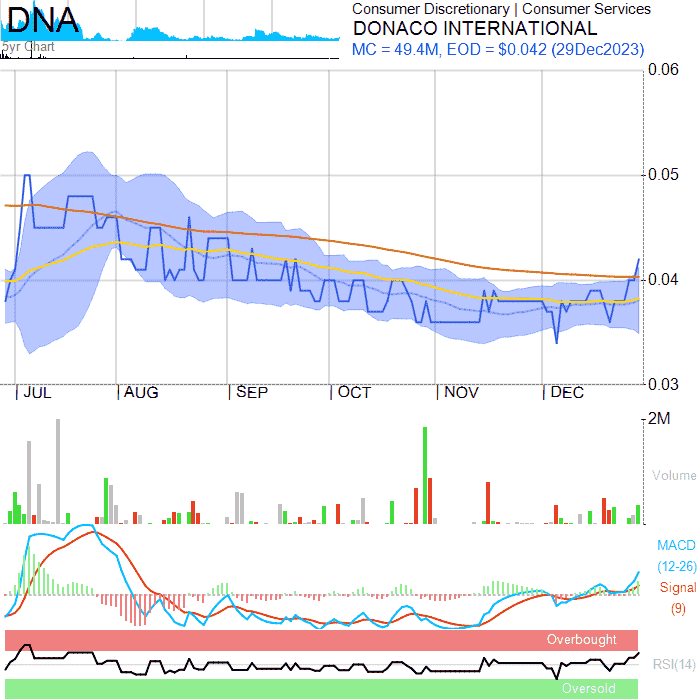 DNA
5yr Chart
Consumer Discretionary | Consumer Services
DONACO INTERNATIONAL
MC = 49.4M, EOD = $0.042 (29Dec2023)
0.06
0.05
0.04
0.03
JUL AUG SEP OCT NOV DEC
2M
Volume
MACD
(12-26)
Signal
(9)
Overbought
RSI(14)
Oversold